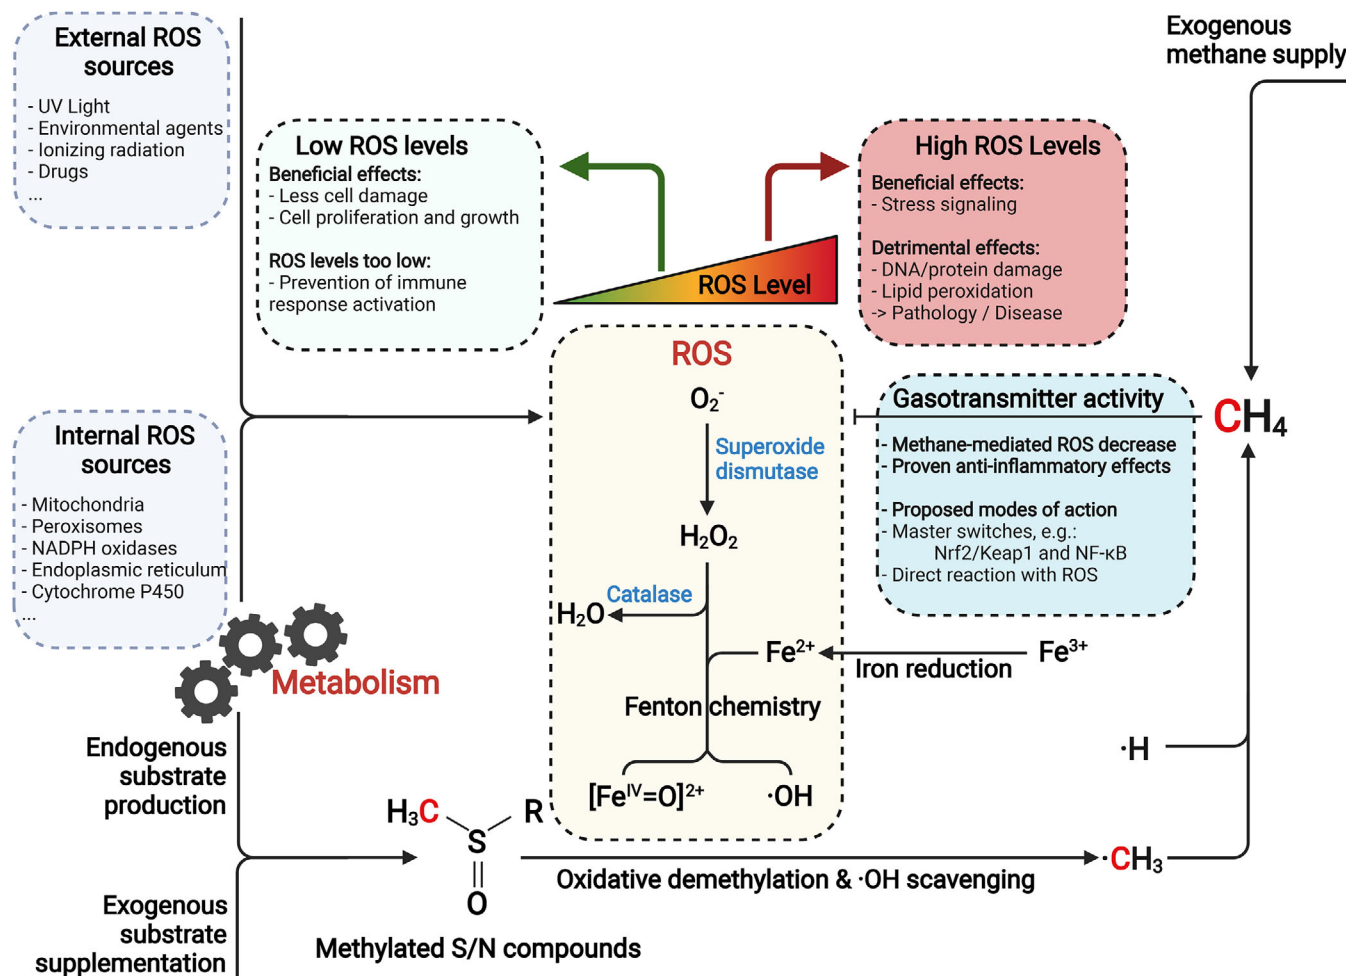 External ROS
sources
- UV Light
- Environmental agents
- Ionizing radiation
- Drugs
...
Exogenous
methane supply
Low ROS levels
Beneficial effects:
- Less cell damage
- Cell proliferation and growth
ROS levels too low:
- Prevention of immune
response activation
High ROS Levels
Beneficial effects:
- Stress signaling
Detrimental effects:
- DNA/protein damage
- Lipid peroxidation
-> Pathology / Disease
ROS Level
ROS
O₂⁻
Superoxide
dismutase
H₂O₂
Catalase
H₂O
Fe²⁺
Iron reduction
Fe³⁺
Fenton chemistry
[Feᴵⱽ=O]²⁺
·OH
Gasotransmitter activity
- Methane-mediated ROS decrease
- Proven anti-inflammatory effects
- Proposed modes of action
- Master switches, e.g.:
Nrf2/Keap1 and NF-κB
- Direct reaction with ROS
CH₄
Internal ROS
sources
- Mitochondria
- Peroxisomes
- NADPH oxidases
- Endoplasmic reticulum
- Cytochrome P450
...
Metabolism
Endogenous
substrate
production
Exogenous
substrate
supplementation
H₃C
R
S
O
Methylated S/N compounds
Oxidative demethylation & ·OH scavenging
·H
·CH₃